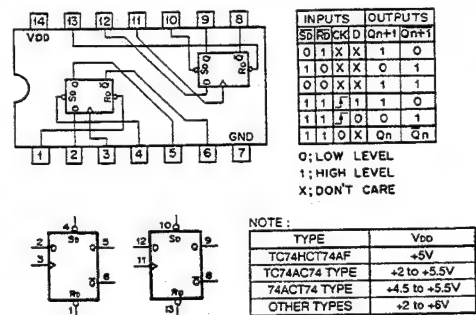 14 13 12 11 10 9 8
VDD
SD
D
Q
RD
Q̅
SD
D
Q
RD
Q̅
GND
1 2 3 4 5 6 7
INPUTS OUTPUTS
S̅D̅ R̅D̅ CK D Qn+1 Q̅n+1
0 1 X X 1 0
1 0 X X 0 1
0 0 X X 1 1
1 1 1 1 0
1 1 0 0 1
1 1 0 X Qn Q̅n
0; LOW LEVEL
1; HIGH LEVEL
X; DON'T CARE
4 10
SD SD
2 D Q 5 12 D Q 9
3 11
Q̅ 6 Q̅ 8
RD RD
1 13
NOTE :
TYPE VDD
TC74HCT74AF +5V
TC74AC74 TYPE +2 to +5.5V
74ACT74 TYPE +4.5 to +5.5V
OTHER TYPES +2 to +6V